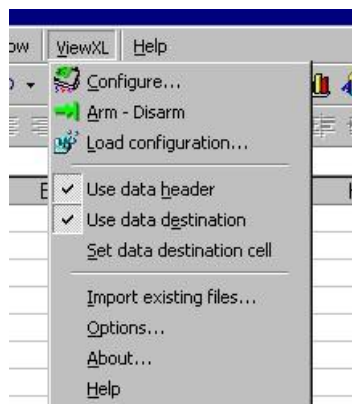 ow ViewXL Help
Configure...
Arm - Disarm
Load configuration...
Use data header
Use data destination
Set data destination cell
Import existing files...
Options...
About...
Help